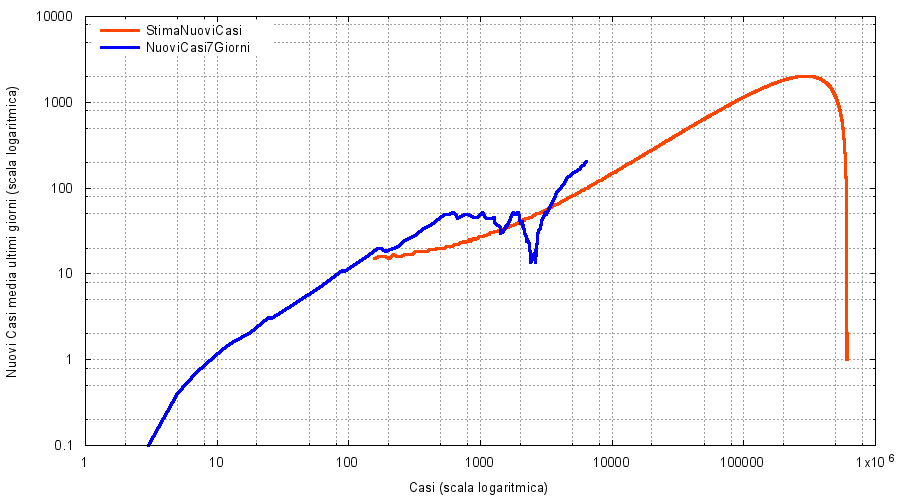 10000
1000
100
10
1
0.1
Nuovi Casi media ultimi giorni (scala logaritmica)
StimaNuoviCasi
NuoviCasi7Giorni
1
10
100
1000
10000
100000
1x10 6
Casi (scala logaritmica)